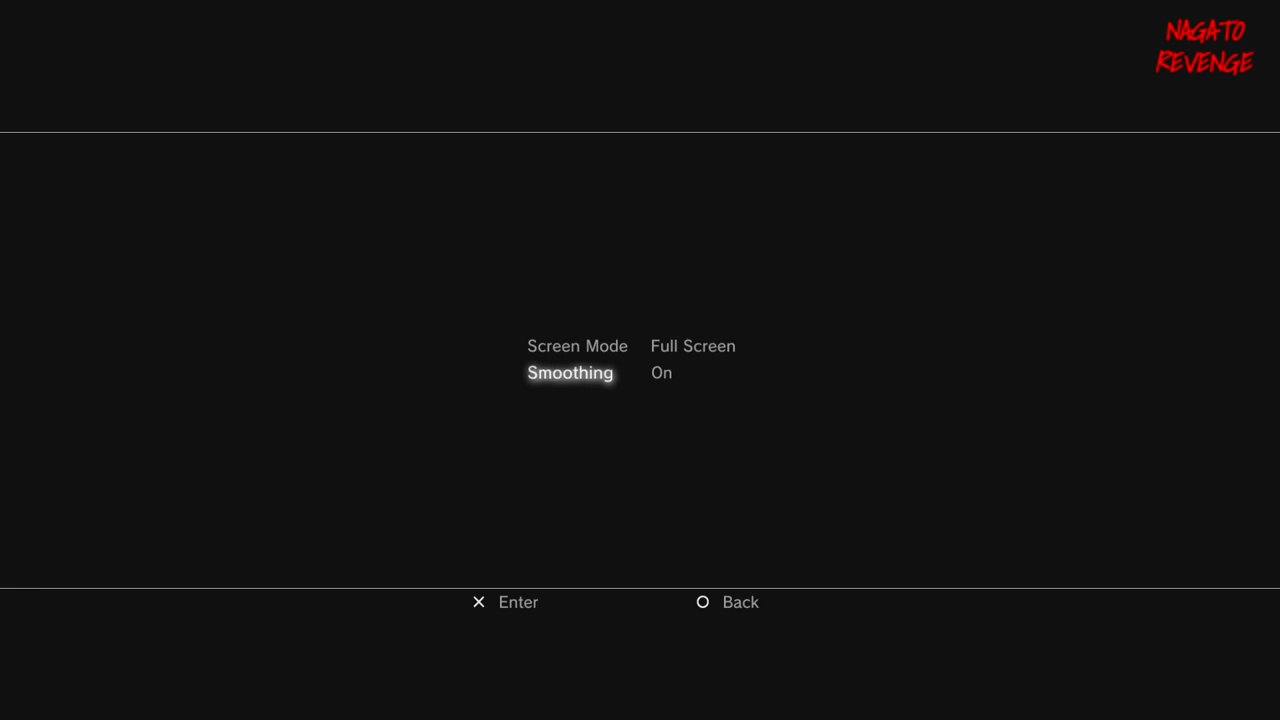 NAGATO
REVENGE
Screen Mode Full Screen
Smoothing On
X Enter O Back